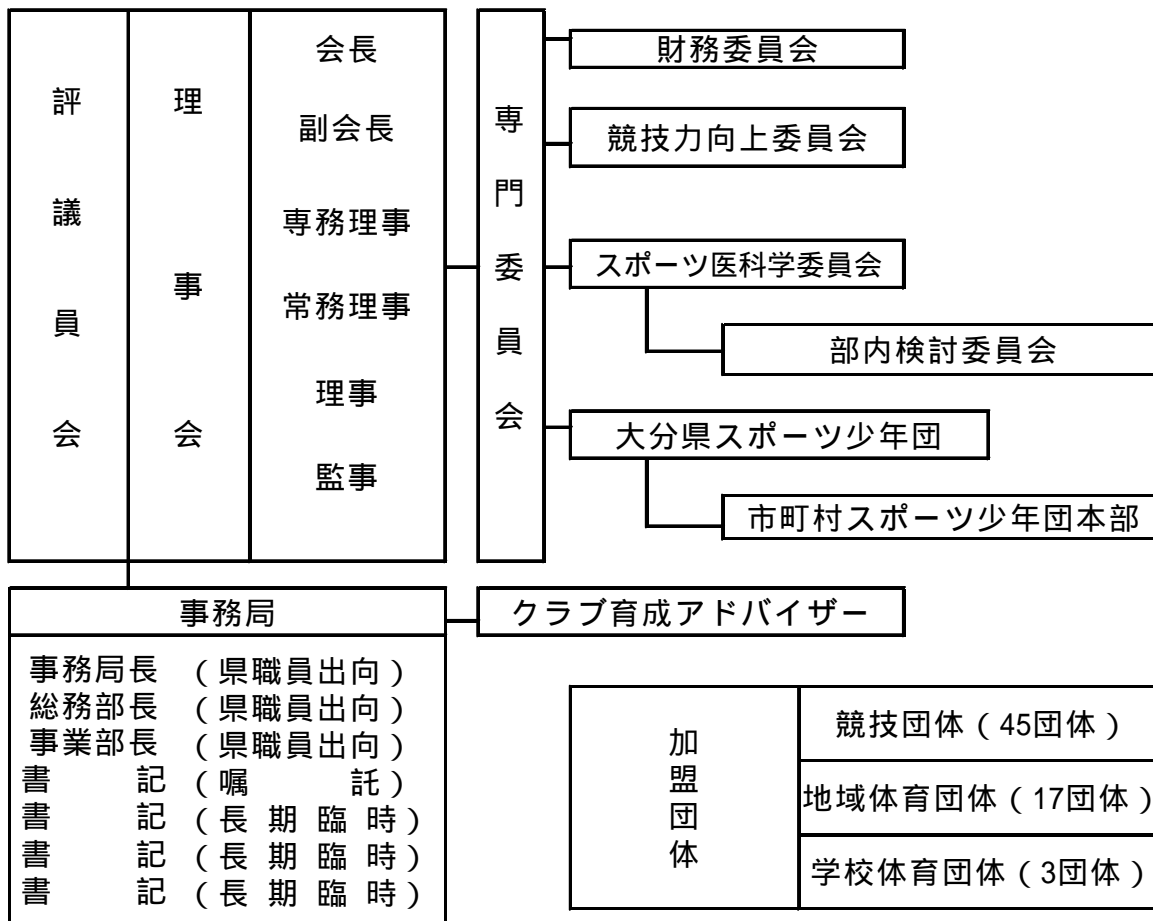 評議員会
理事会
会長
副会長
専務理事
常務理事
理事
監事
専門委員会
財務委員会
競技力向上委員会
スポーツ医科学委員会
部内検討委員会
大分県スポーツ少年団
市町村スポーツ少年団本部
事務局
事務局長 (県職員出向)
総務部長 (県職員出向)
事業部長 (県職員出向)
書 記 (嘱 託)
書 記 (長期臨時)
書 記 (長期臨時)
書 記 (長期臨時)
クラブ育成アドバイザー
加盟団体
競技団体(45団体)
地域体育団体(17団体)
学校体育団体(3団体)